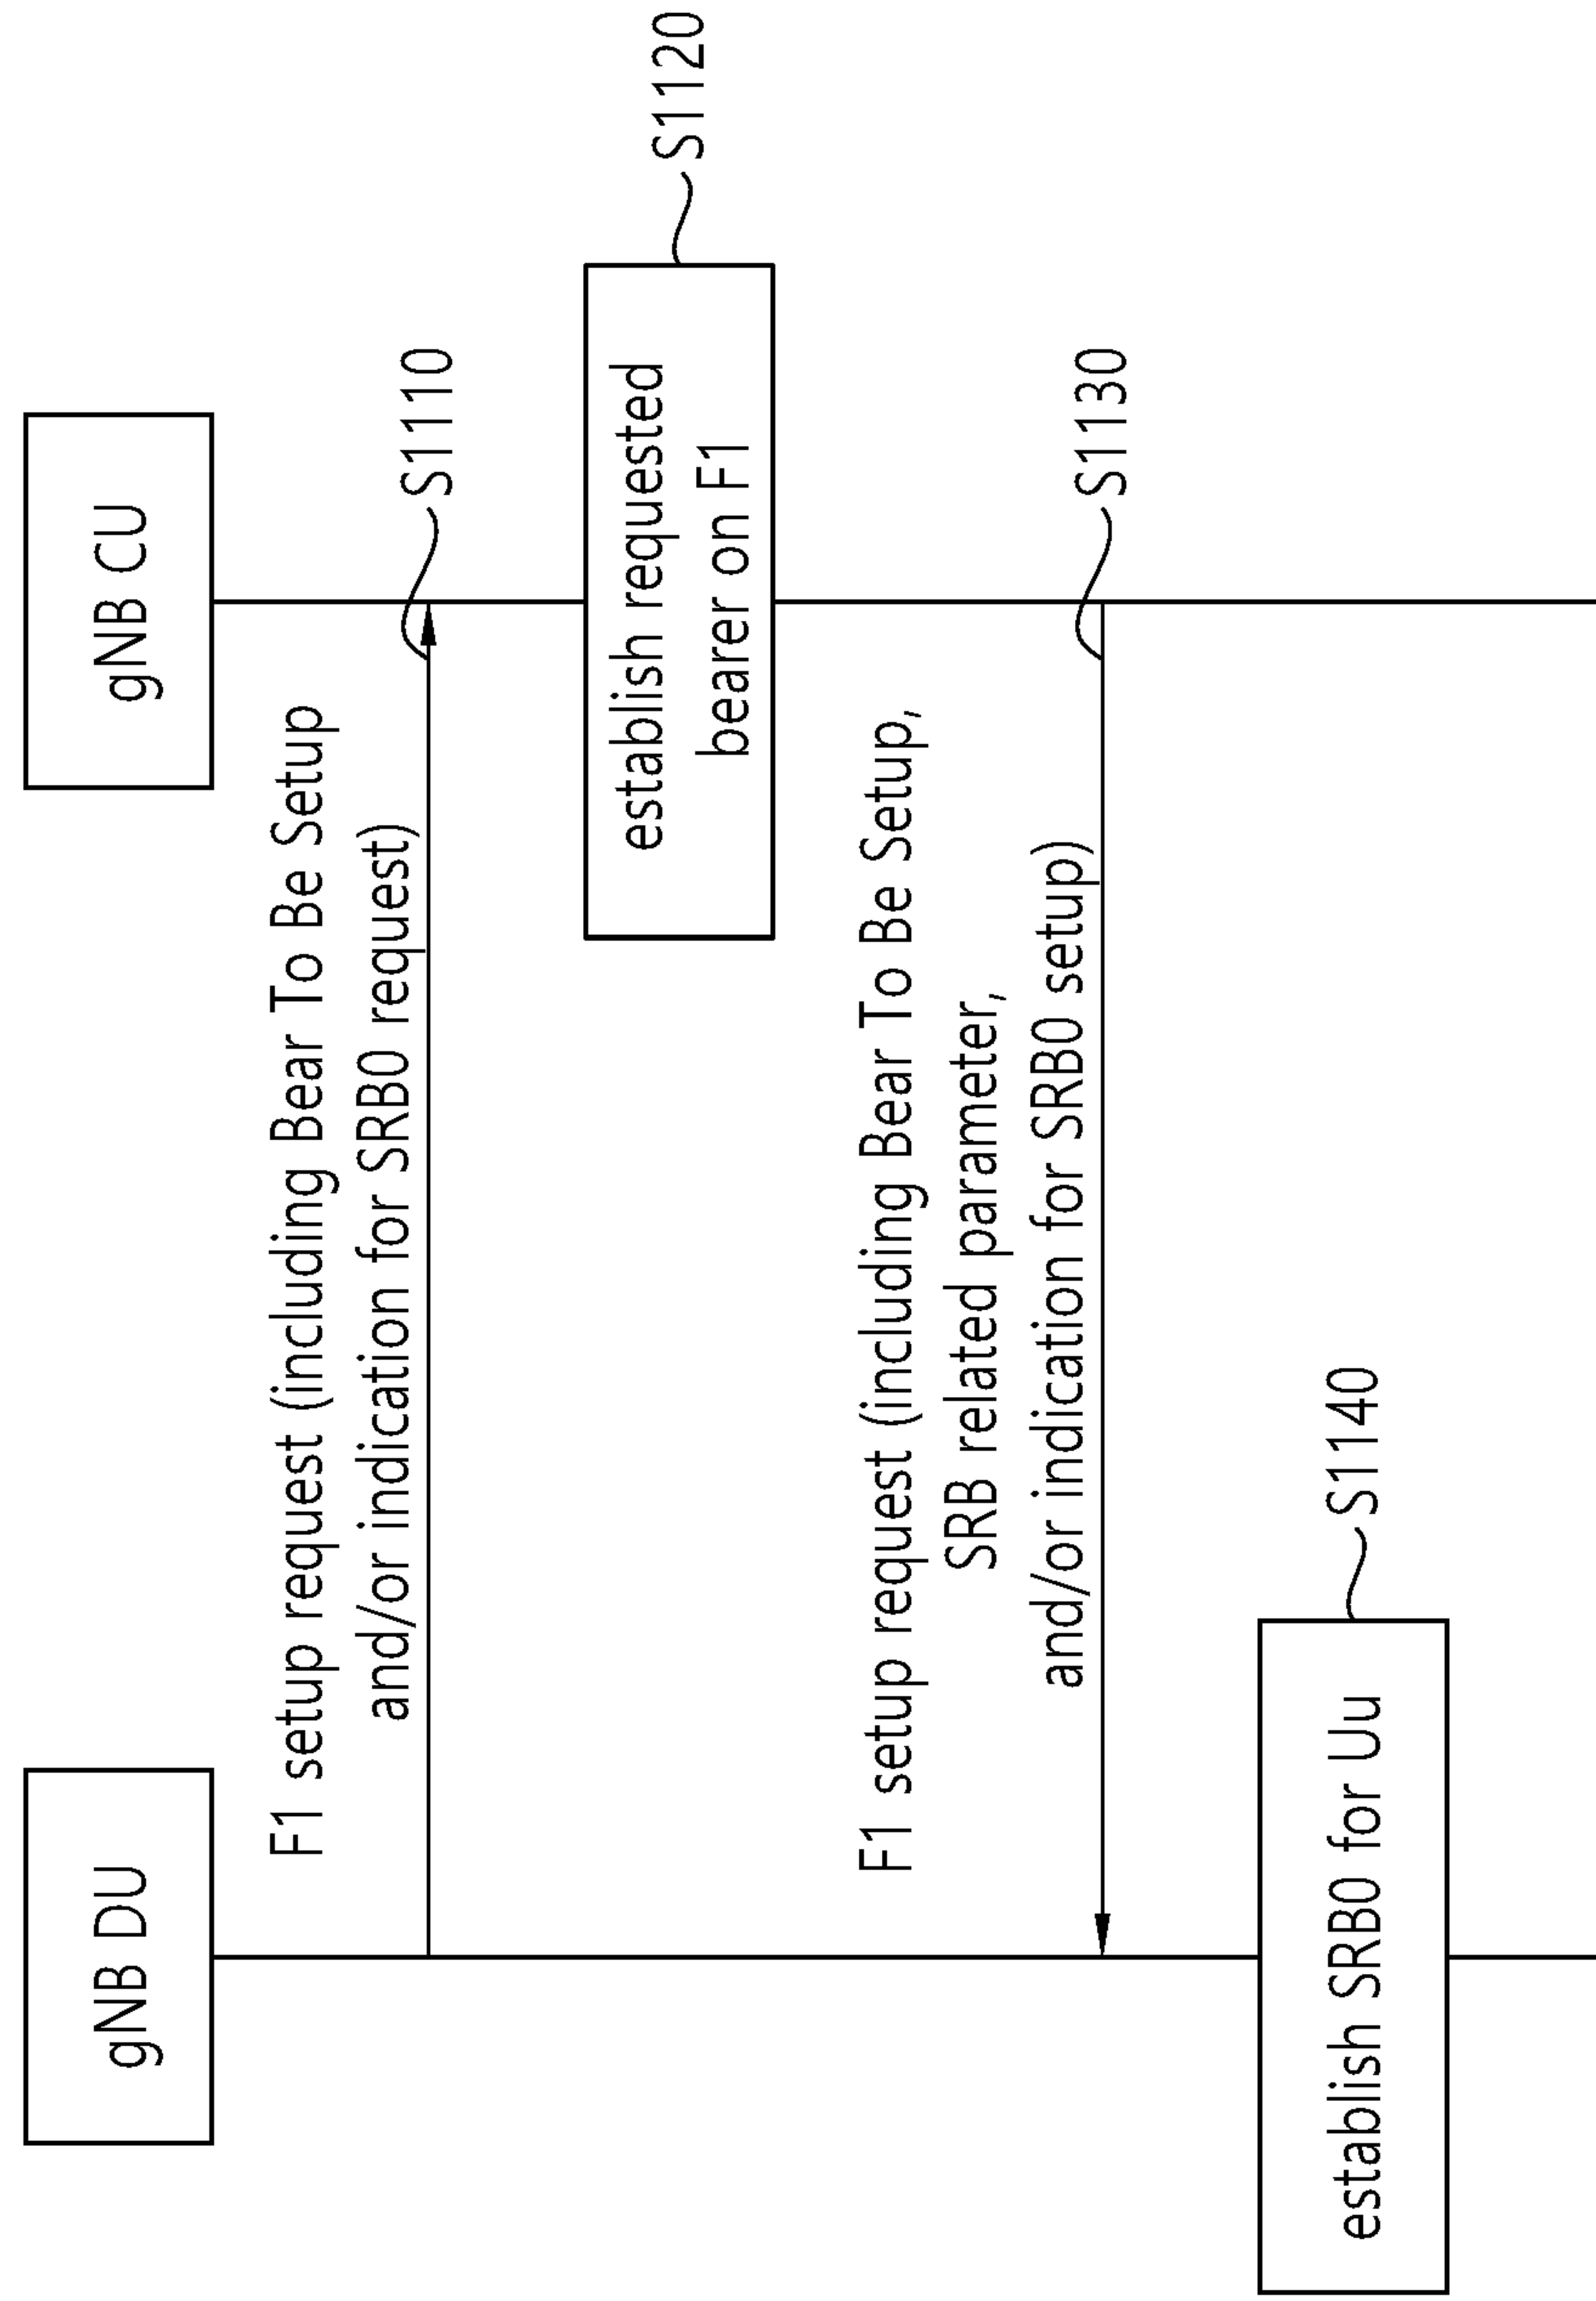 gNB DU
gNB CU
F1 setup request (including Bear To Be Setup
and/or indication for SRB0 request)
S1110
establish requested
bearer on F1
S1120
F1 setup request (including Bear To Be Setup,
SRB related parameter,
and/or indication for SRB0 setup)
S1130
establish SRB0 for Uu
S1140